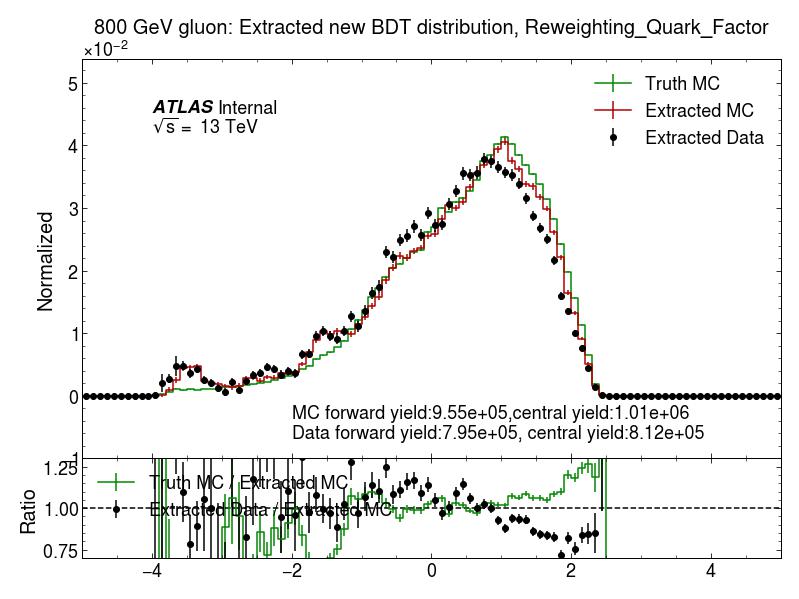 800 GeV gluon: Extracted new BDT distribution, Reweighting_Quark_Factor
×10−2
ATLAS Internal
√s = 13 TeV
Truth MC
Extracted MC
Extracted Data
Normalized
5
4
3
2
1
0
MC forward yield:9.55e+05,central yield:1.01e+06
Data forward yield:7.95e+05, central yield:8.12e+05
Ratio
1
1.25
1.00
0.75
Truth MC / Extracted MC
Extracted Data / Extracted MC
−4
−2
0
2
4